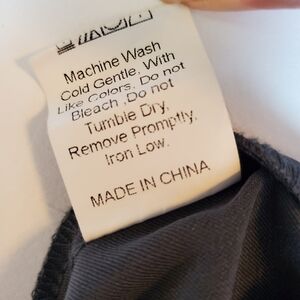 Machine Wash
Cold Gentle, With
Like Colors, Do not
Bleach ,Do not
Tumble Dry,
Remove Promptly,
Iron Low.
MADE IN CHINA